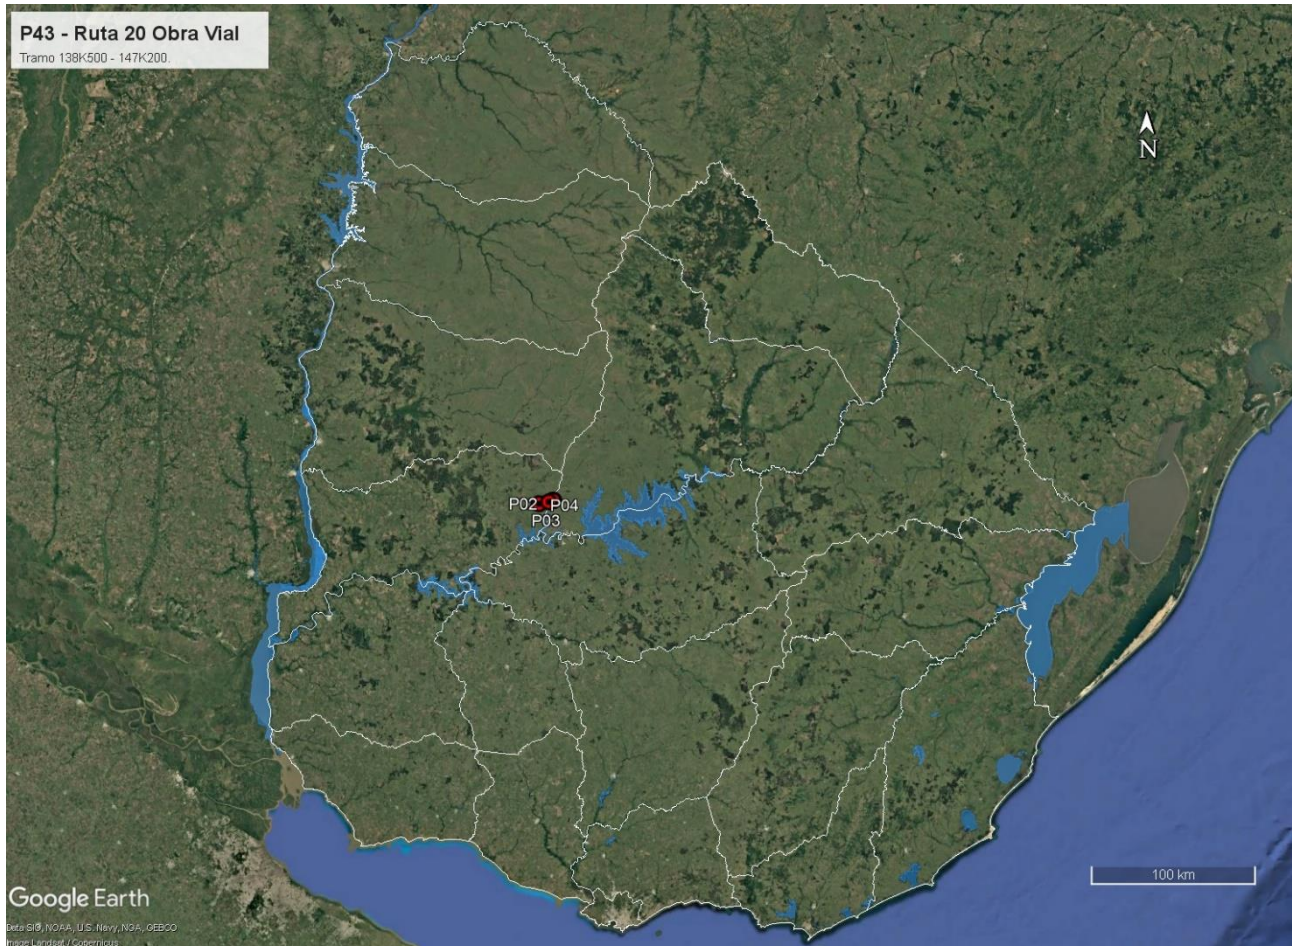 P43 - Ruta 20 Obra Vial
Tramo 138K500 - 147K200.
N
P02 P04
P03
100 km
Google Earth
Data SIO, NOAA, U.S. Navy, NGA, GEBCO
Image Landsat / Copernicus